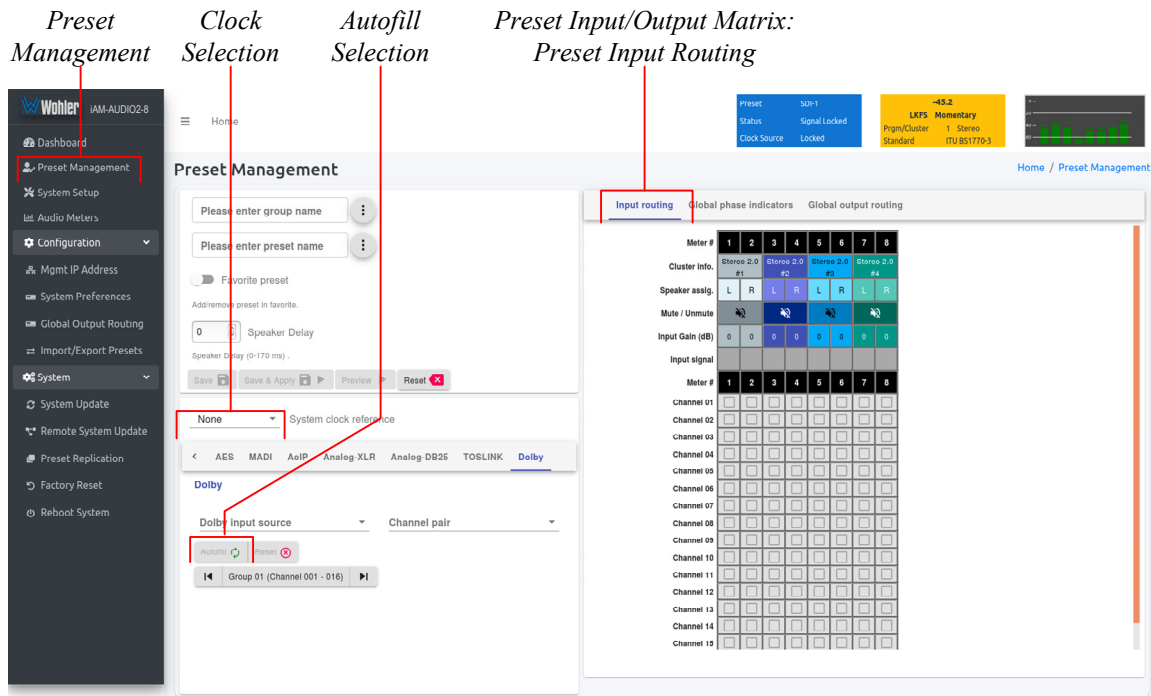 Preset Management
Clock Selection
Autofill Selection
Preset Input/Output Matrix: Preset Input Routing
Wohler iAM-AUDIO2-8
Dashboard
Preset Management
System Setup
Audio Meters
Configuration
Mgmt IP Address
System Preferences
Global Output Routing
Import/Export Presets
System
System Update
Remote System Update
Preset Replication
Factory Reset
Reboot System
Home
Preset SDI-1
Status Signal Locked
Clock Source Locked
-45.2
LKFS Momentary
Prgm/Cluster 1 Stereo
Standard ITU BS1770-3
Preset Management
Home / Preset Management
Please enter group name
Please enter preset name
Favorite preset
Add/remove preset in favorite.
0 Speaker Delay
Speaker Delay (0-170 ms) .
Save Save & Apply Preview Reset
None System clock reference
AES MADI AoIP Analog-XLR Analog-DB25 TOSLINK Dolby
Dolby
Dolby input source Channel pair
Autofill Reset
Group 01 (Channel 001 - 016)
Input routing Global phase indicators Global output routing
Meter # 1 2 3 4 5 6 7 8
Cluster info. Stereo 2.0 #1 Stereo 2.0 #2 Stereo 2.0 #3 Stereo 2.0 #4
Speaker assig. L R L R L R L R
Mute / Unmute
Input Gain (dB) 0 0 0 0 0 0 0 0
Input signal
Meter # 1 2 3 4 5 6 7 8
Channel 01
Channel 02
Channel 03
Channel 04
Channel 05
Channel 06
Channel 07
Channel 08
Channel 09
Channel 10
Channel 11
Channel 12
Channel 13
Channel 14
Channel 15